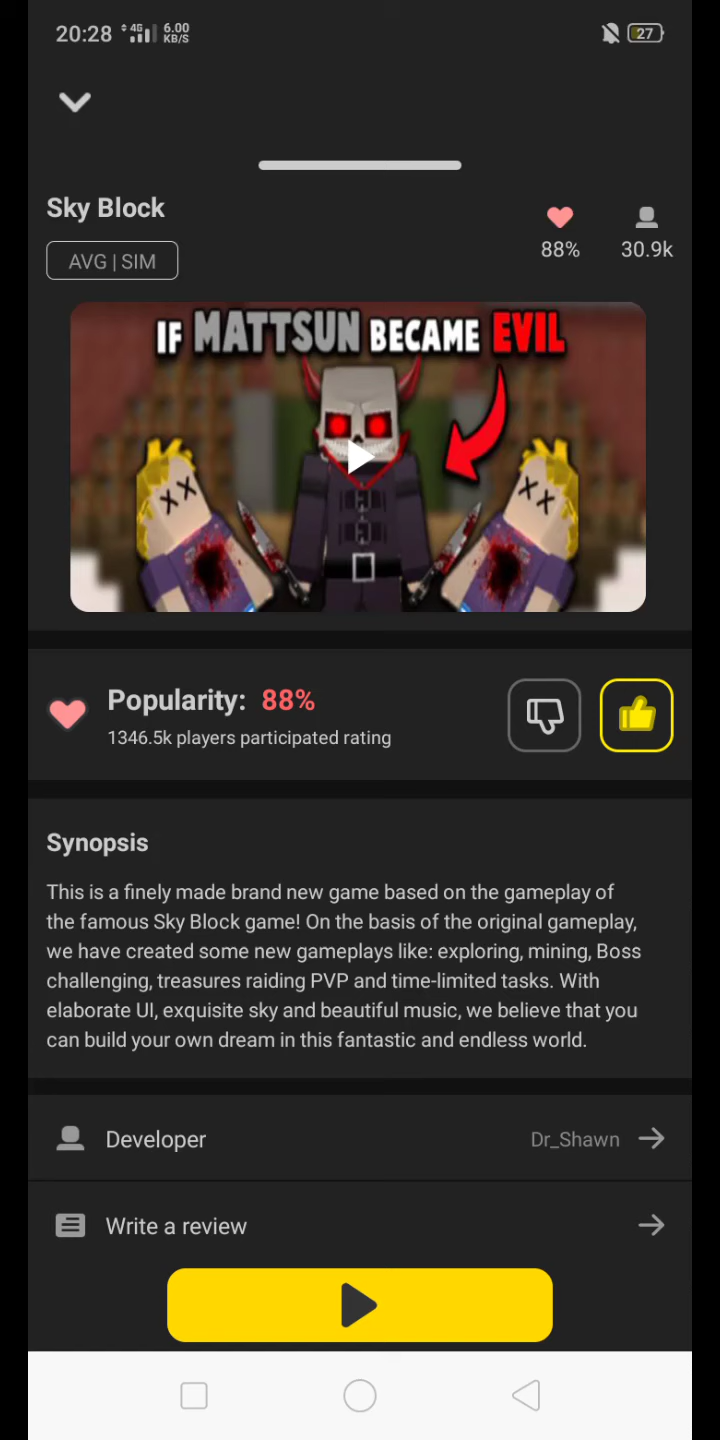 20:28 4G 6.00 KB/S 27
Sky Block
AVG | SIM
88% 30.9k
IF MATTSUN BECAME EVIL
Popularity: 88%
1346.5k players participated rating
Synopsis
This is a finely made brand new game based on the gameplay of
the famous Sky Block game! On the basis of the original gameplay,
we have created some new gameplays like: exploring, mining, Boss
challenging, treasures raiding PVP and time-limited tasks. With
elaborate UI, exquisite sky and beautiful music, we believe that you
can build your own dream in this fantastic and endless world.
Developer Dr_Shawn
Write a review